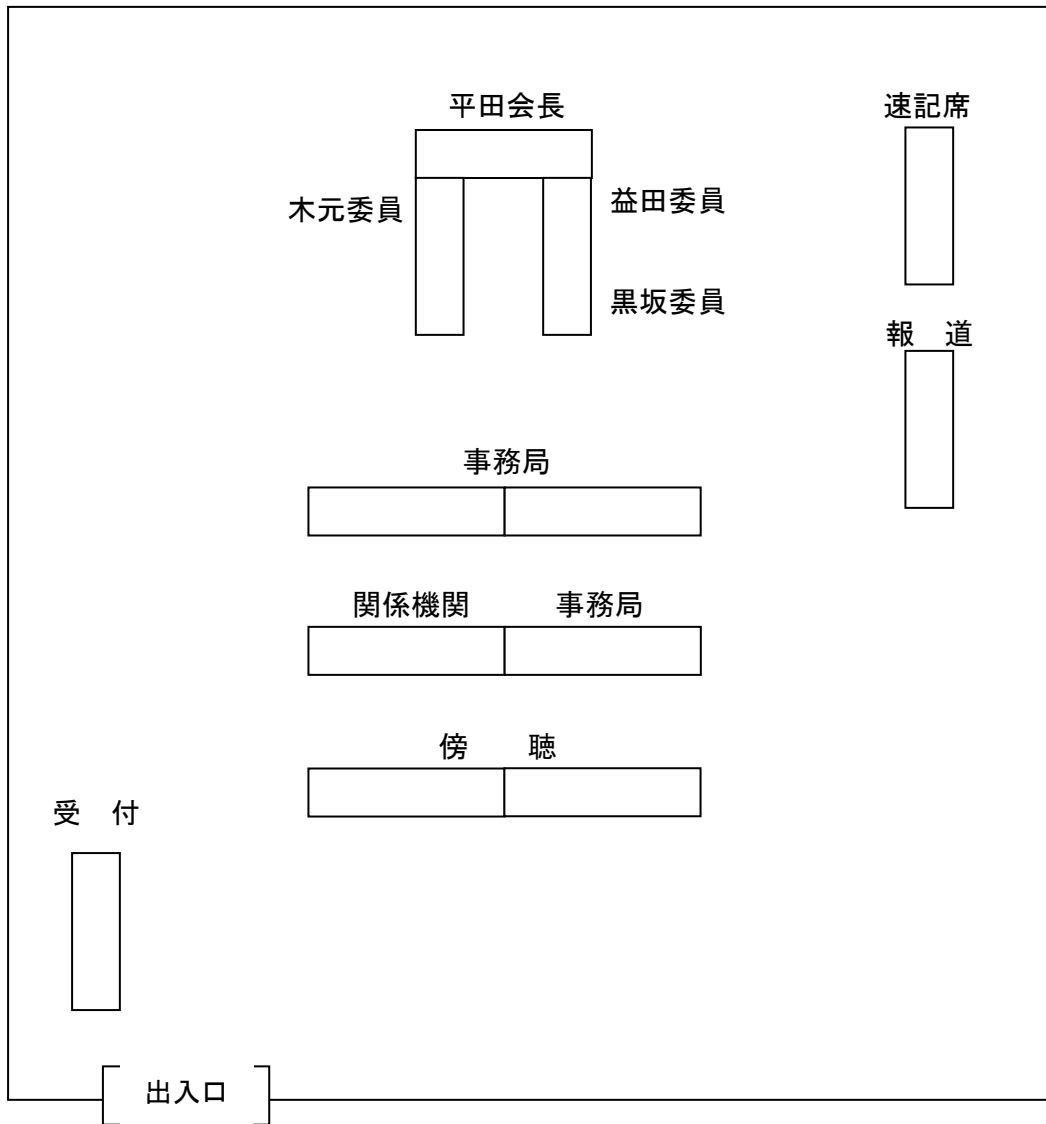 平田会長
速記席
木元委員
益田委員
黒坂委員
報　道
事務局
関係機関
事務局
傍　聴
受　付
出入口